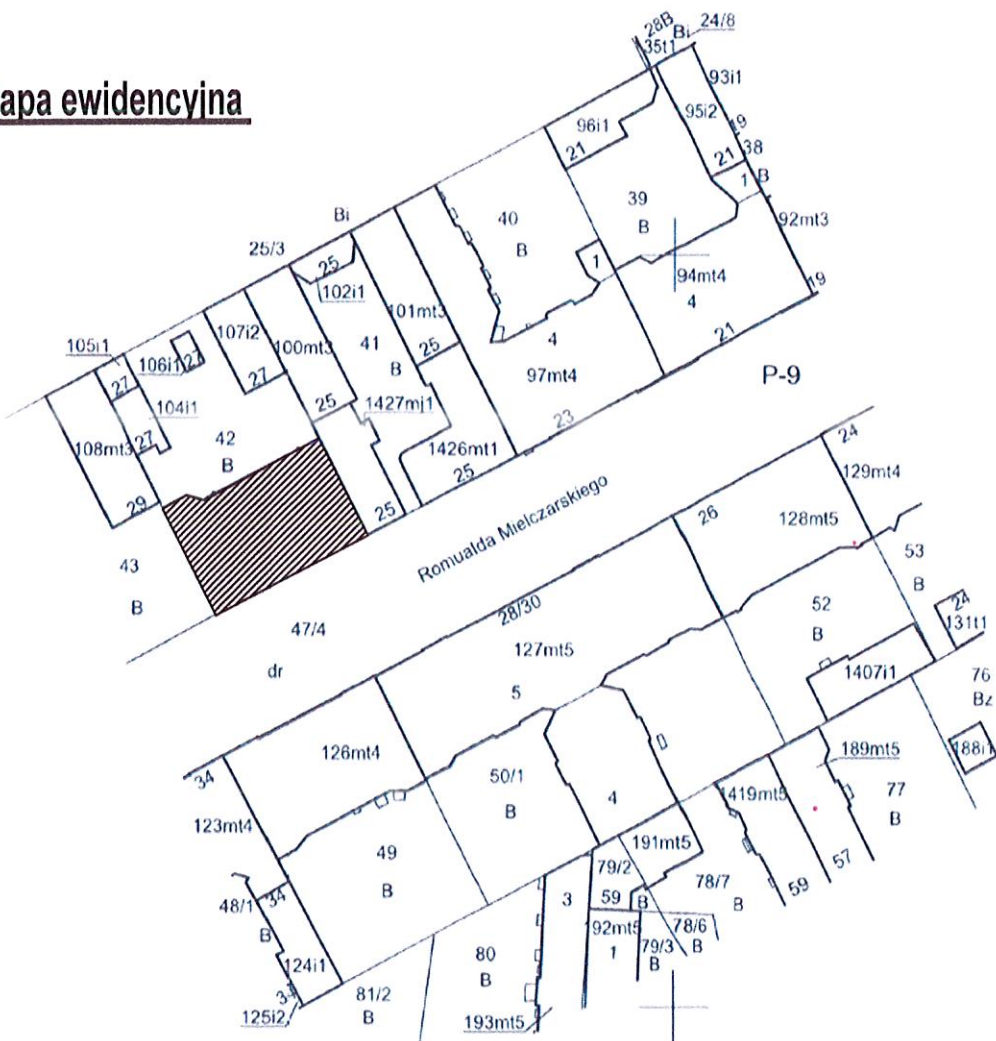 apa ewidencyjna
28B
Bi
24/8
35t1
93i1
96i1
95i2
19
21
21
38
1
B
39
B
92mt3
40
B
Bi
25/3
25
102i1
1
94mt4
4
19
101mt3
107i2
41
B
105i1
106i1
27
100mt3
25
4
21
27
27
97mt4
P-9
104i1
25
1427mj1
23
108mt3
27
42
B
1426mt1
25
24
29
25
129mt4
Romualda Mielczarskiego
26
128mt5
43
B
53
B
28/30
52
B
24
131t1
47/4
127mt5
dr
1407i1
76
Bz
5
126mt4
188i1
34
189mt5
50/1
B
1419mt5
77
B
123mt4
4
49
B
191mt5
79/2
57
48/1
B
34
3
59
B
78/7
B
59
92mt5
1
78/6
B
79/3
B
124i1
80
B
81/2
B
125i2
193mt5